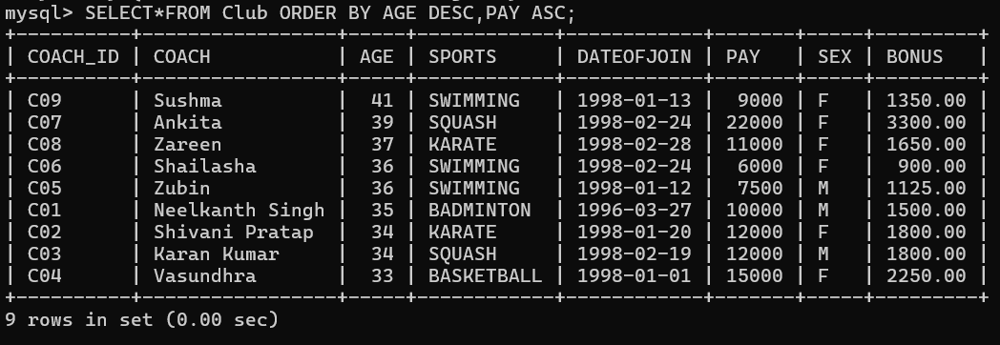 mysql> SELECT*FROM Club ORDER BY AGE DESC,PAY ASC;
+----------+-----------------+-----+------------+------------+-------+-----+---------+
| COACH_ID | COACH           | AGE | SPORTS     | DATEOFJOIN | PAY   | SEX | BONUS   |
+----------+-----------------+-----+------------+------------+-------+-----+---------+
| C09      | Sushma          |  41 | SWIMMING   | 1998-01-13 |  9000 | F   | 1350.00 |
| C07      | Ankita          |  39 | SQUASH     | 1998-02-24 | 22000 | F   | 3300.00 |
| C08      | Zareen          |  37 | KARATE     | 1998-02-28 | 11000 | F   | 1650.00 |
| C06      | Shailasha       |  36 | SWIMMING   | 1998-02-24 |  6000 | F   |  900.00 |
| C05      | Zubin           |  36 | SWIMMING   | 1998-01-12 |  7500 | M   | 1125.00 |
| C01      | Neelkanth Singh |  35 | BADMINTON  | 1996-03-27 | 10000 | M   | 1500.00 |
| C02      | Shivani Pratap  |  34 | KARATE     | 1998-01-20 | 12000 | F   | 1800.00 |
| C03      | Karan Kumar     |  34 | SQUASH     | 1998-02-19 | 12000 | M   | 1800.00 |
| C04      | Vasundhra       |  33 | BASKETBALL | 1998-01-01 | 15000 | F   | 2250.00 |
+----------+-----------------+-----+------------+------------+-------+-----+---------+
9 rows in set (0.00 sec)